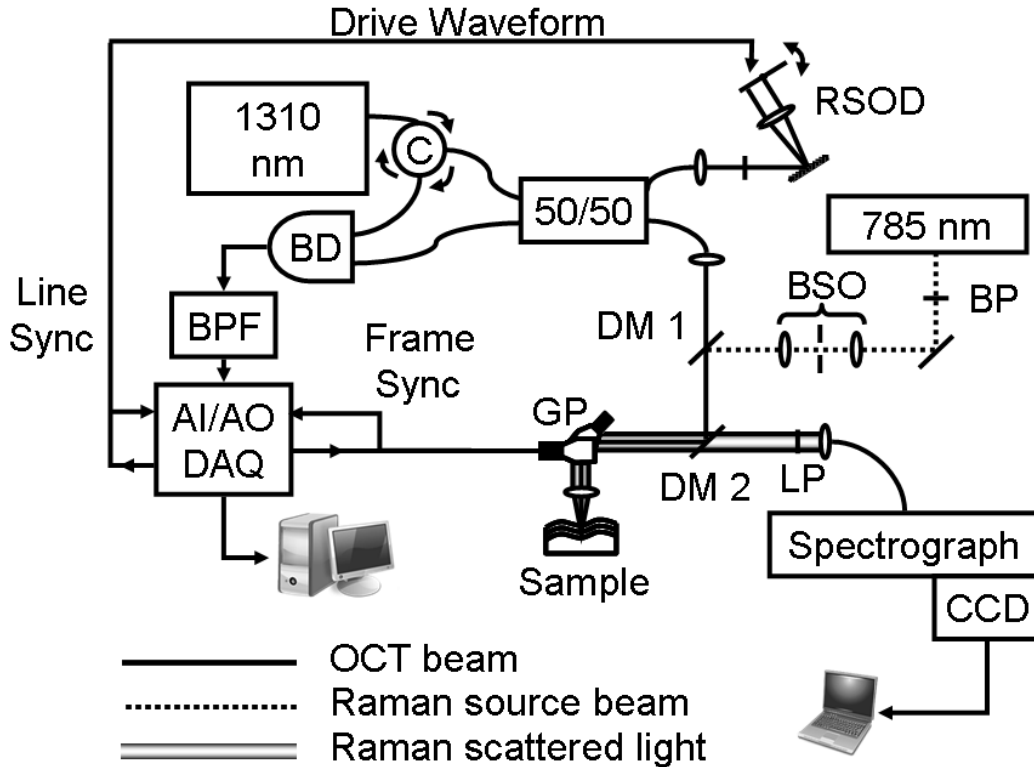 Drive Waveform
RSOD
1310
nm
C
50/50
785 nm
BD
BSO
BP
Line
Sync
BPF
DM 1
Frame
Sync
GP
AI/AO
DAQ
DM 2
LP
Spectrograph
Sample
CCD
OCT beam
Raman source beam
Raman scattered light